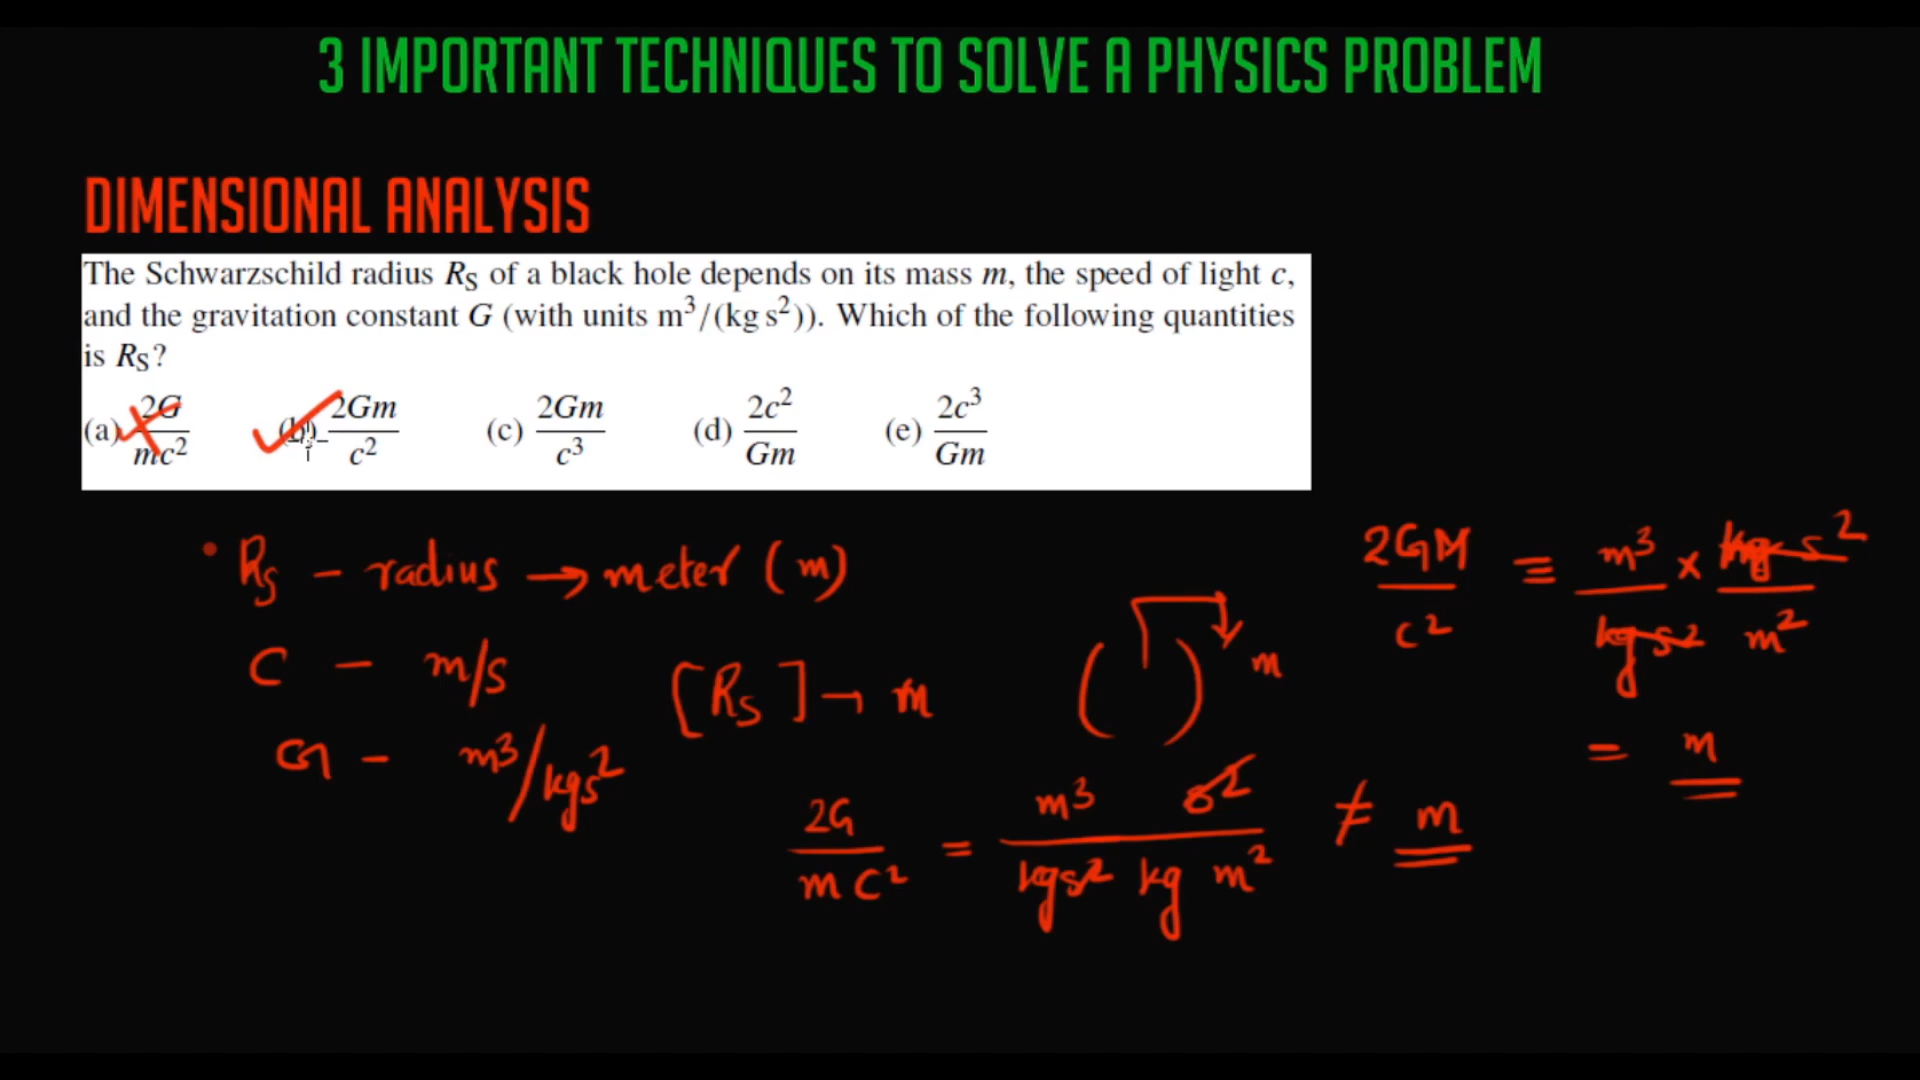 3 IMPORTANT TECHNIQUES TO SOLVE A PHYSICS PROBLEM
DIMENSIONAL ANALYSIS
The Schwarzschild radius R_S of a black hole depends on its mass m, the speed of light c,
and the gravitation constant G (with units m³/(kg s²)). Which of the following quantities
is R_S?
(a) 2G/mc² (b) 2Gm/c² (c) 2Gm/c³ (d) 2c²/Gm (e) 2c³/Gm
• R_S – radius → meter (m)
C – m/s
G – m³/kgs²
[R_S] → m
( ) m
2G/mC² = m³ s²/kgs² kg m² ≠ m
2GM/c² ≡ m³/kgs² × kg s²/m²
= m